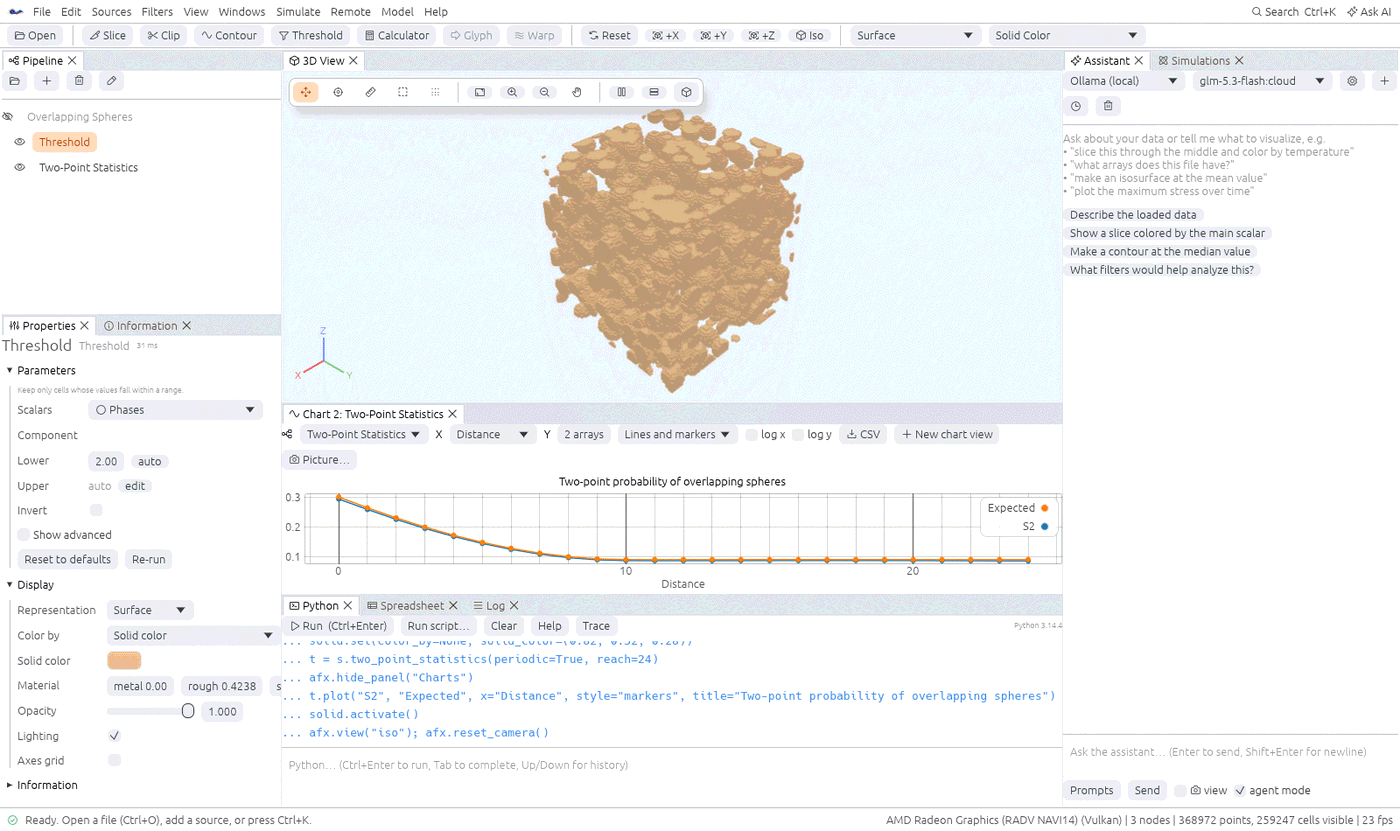 File Edit Sources Filters View Windows Simulate Remote Model Help Search Ctrl+K Ask AI
Open Slice Clip Contour Threshold Calculator Glyph Warp Reset +X +Y +Z Iso Surface Solid Color
Pipeline
Overlapping Spheres
Threshold
Two-Point Statistics
Properties Information
Threshold Threshold 31 ms
Parameters
Keep only cells whose values fall within a range.
Scalars Phases
Component
Lower 2.00 auto
Upper auto edit
Invert
Show advanced
Reset to defaults Re-run
Display
Representation Surface
Color by Solid color
Solid color
Material metal 0.00 rough 0.4238 s
Opacity 1.000
Lighting
Axes grid
Information
3D View
Z
X Y
Chart 2: Two-Point Statistics
Two-Point Statistics X Distance Y 2 arrays Lines and markers log x log y CSV + New chart view
Picture...
Two-point probability of overlapping spheres
0.3
0.2
0.1
Expected
S2
0 10 20
Distance
Python Spreadsheet Log
Run (Ctrl+Enter) Run script... Clear Help Trace Python 3.14.4
... t = s.two_point_statistics(periodic=True, reach=24)
... afx.hide_panel("Charts")
... t.plot("S2", "Expected", x="Distance", style="markers", title="Two-point probability of overlapping spheres")
... solid.activate()
... afx.view("iso"); afx.reset_camera()
Python... (Ctrl+Enter to run, Tab to complete, Up/Down for history)
Assistant Simulations
Ollama (local) glm-5.3-flash:cloud
Ask about your data or tell me what to visualize, e.g.
• "slice this through the middle and color by temperature"
• "what arrays does this file have?"
• "make an isosurface at the mean value"
• "plot the maximum stress over time"
Describe the loaded data
Show a slice colored by the main scalar
Make a contour at the median value
What filters would help analyze this?
Ask the assistant... (Enter to send, Shift+Enter for newline)
Prompts Send view agent mode
Ready. Open a file (Ctrl+O), add a source, or press Ctrl+K.
AMD Radeon Graphics (RADV NAVI14) (Vulkan) | 3 nodes | 368972 points, 259247 cells visible | 23 fps